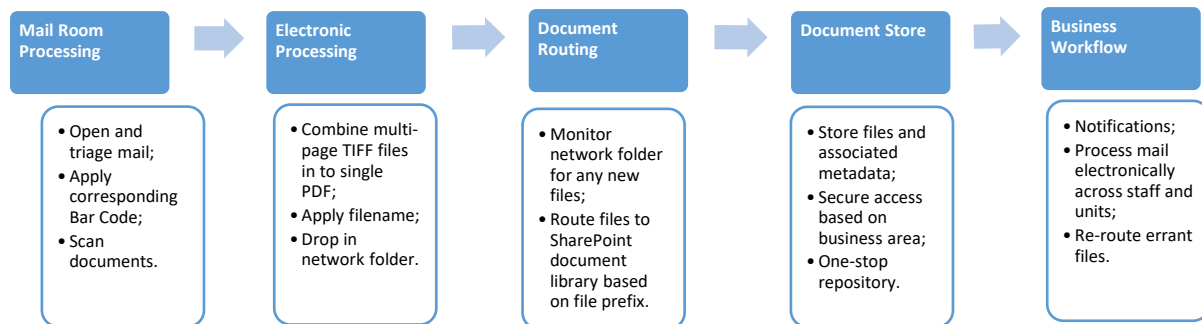 Mail Room
Processing
Electronic
Processing
Document
Routing
Document Store
Business
Workflow
• Open and
triage mail;
• Apply
corresponding
Bar Code;
• Scan
documents.
• Combine multi-
page TIFF files
in to single
PDF;
• Apply filename;
• Drop in
network folder.
• Monitor
network folder
for any new
files;
• Route files to
SharePoint
document
library based
on file prefix.
• Store files and
associated
metadata;
• Secure access
based on
business area;
• One-stop
repository.
• Notifications;
• Process mail
electronically
across staff and
units;
• Re-route errant
files.